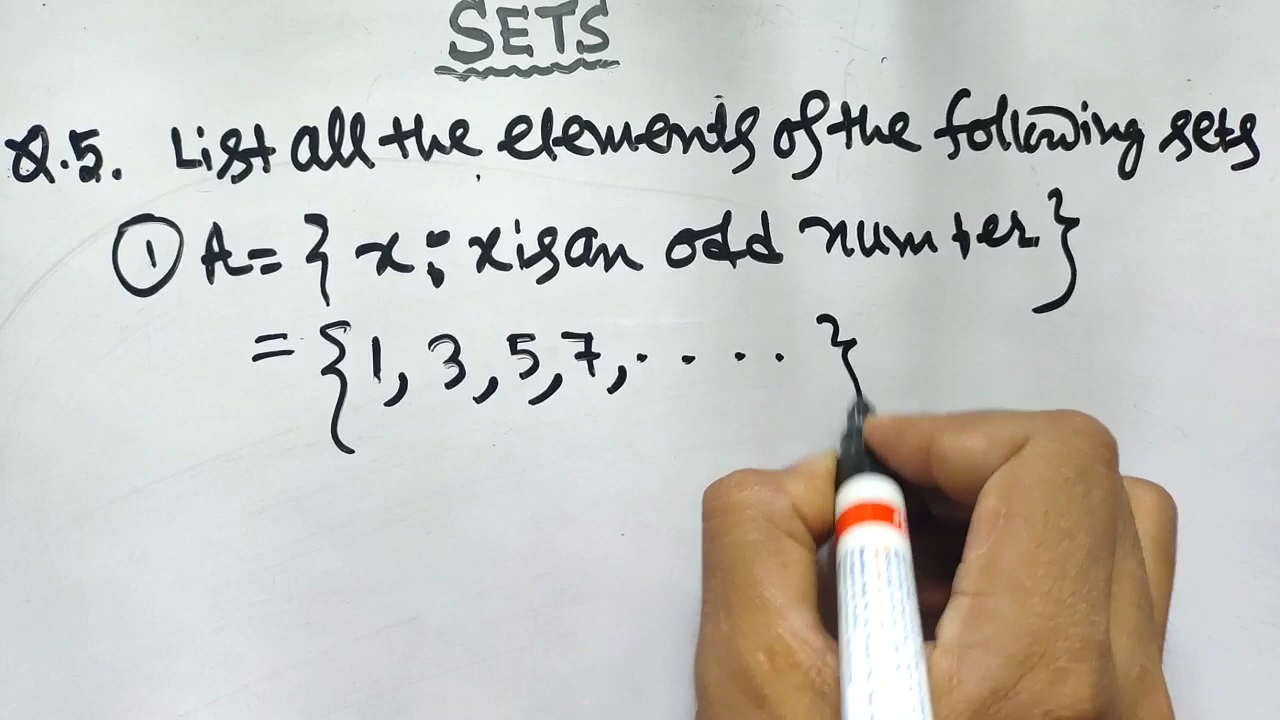 SETS
Q.5. List all the elements of the following sets
① A = { x : x is an odd number }
= { 1, 3, 5, 7, . . . . }